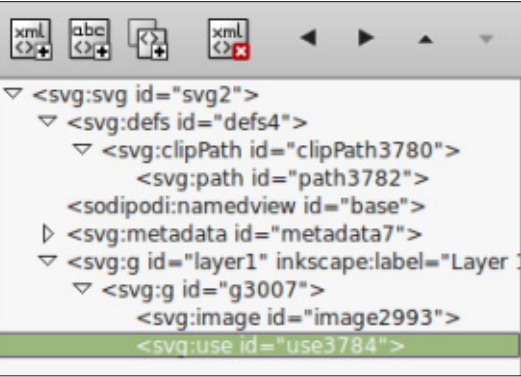 xml abc xml
<svg:svg id="svg2">
<svg:defs id="defs4">
<svg:clipPath id="clipPath3780">
<svg:path id="path3782">
<sodipodi:namedview id="base">
<svg:metadata id="metadata7">
<svg:g id="layer1" inkscape:label="Layer
<svg:g id="g3007">
<svg:image id="image2993">
<svg:use id="use3784">